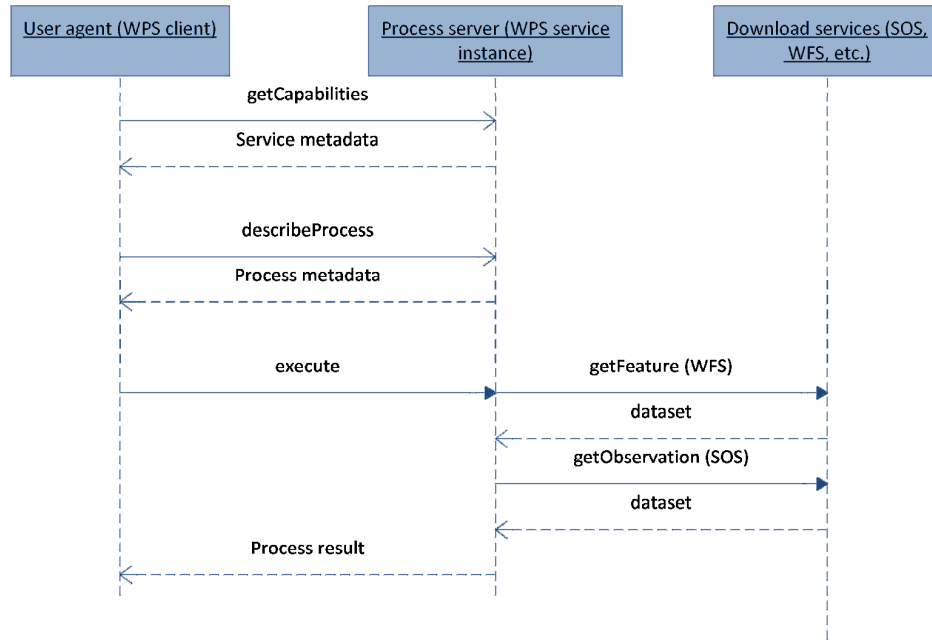 User agent (WPS client)
Process server (WPS service
instance)
Download services (SOS,
WFS, etc.)
getCapabilities
Service metadata
describeProcess
Process metadata
execute
getFeature (WFS)
dataset
getObservation (SOS)
dataset
Process result